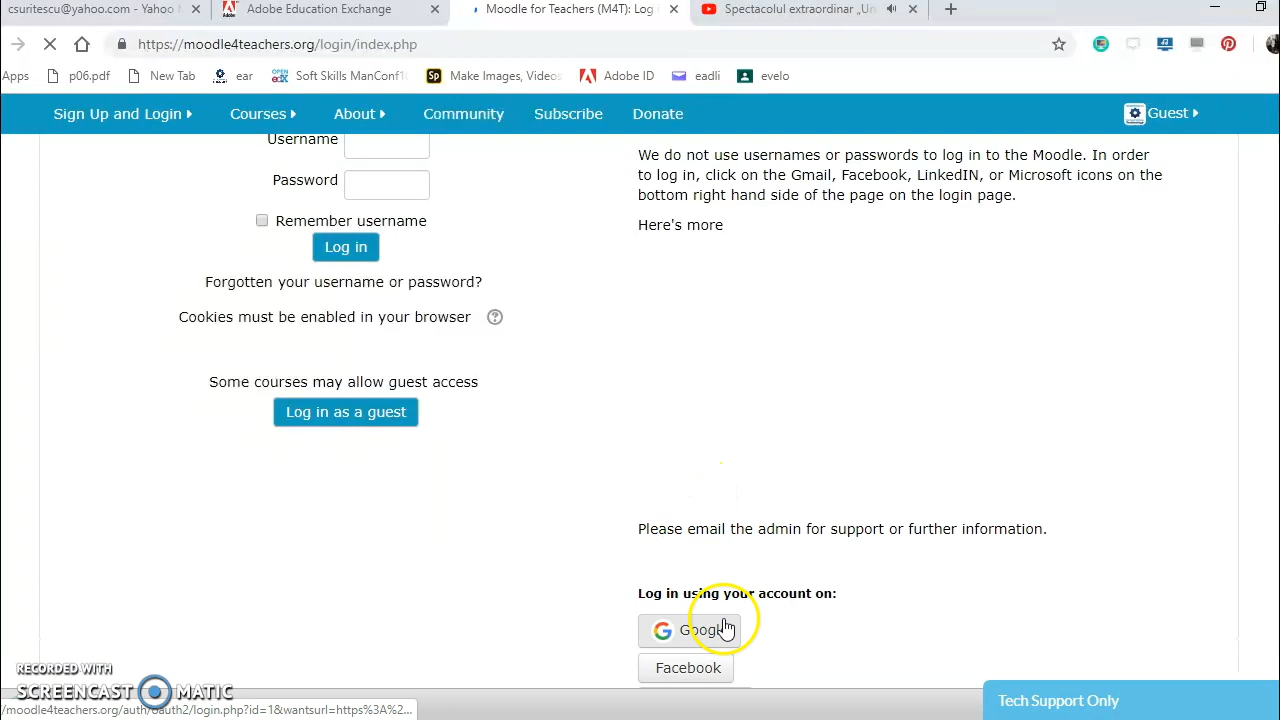 csuritescu@yahoo.com - Yahoo M
Adobe Education Exchange
Moodle for Teachers (M4T): Log i
Spectacolul extraordinar „Un
https://moodle4teachers.org/login/index.php
Apps
p06.pdf
New Tab
ear
OPEN edX
Soft Skills ManConf1
Sp
Make Images, Videos
Adobe ID
eadli
evelo
Sign Up and Login
Courses
About
Community
Subscribe
Donate
Guest
Username
Password
Remember username
Log in
Forgotten your username or password?
Cookies must be enabled in your browser
Some courses may allow guest access
Log in as a guest
We do not use usernames or passwords to log in to the Moodle. In order
to log in, click on the Gmail, Facebook, LinkedIN, or Microsoft icons on the
bottom right hand side of the page on the login page.
Here's more
Please email the admin for support or further information.
Log in using your account on:
Google
Facebook
Tech Support Only
RECORDED WITH
SCREENCAST MATIC
/moodle4teachers.org/auth/oauth2/login.php?id=1&wantsurl=https%3A%2...